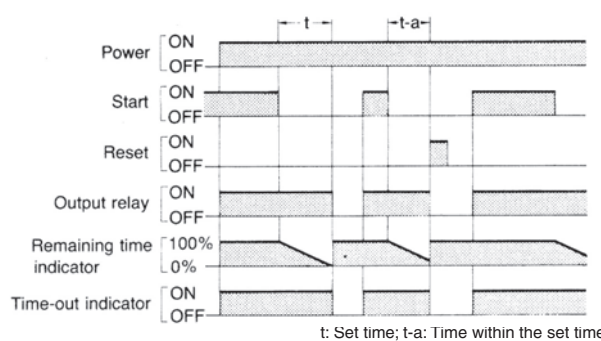 t
t-a
Power ON
OFF
Start ON
OFF
Reset ON
OFF
Output relay ON
OFF
Remaining time indicator 100%
0%
Time-out indicator ON
OFF
t: Set time; t-a: Time within the set time